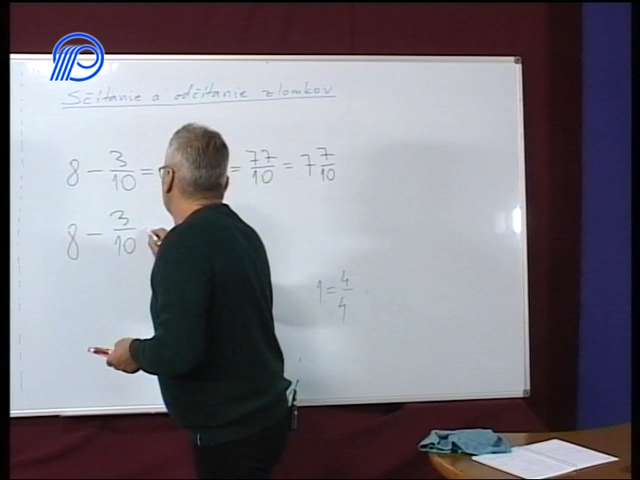 Sčítanie a odčítanie zlomkov
8 - 3/10 = = 77/10 = 7 7/10
8 - 3/10
1 = 4/4